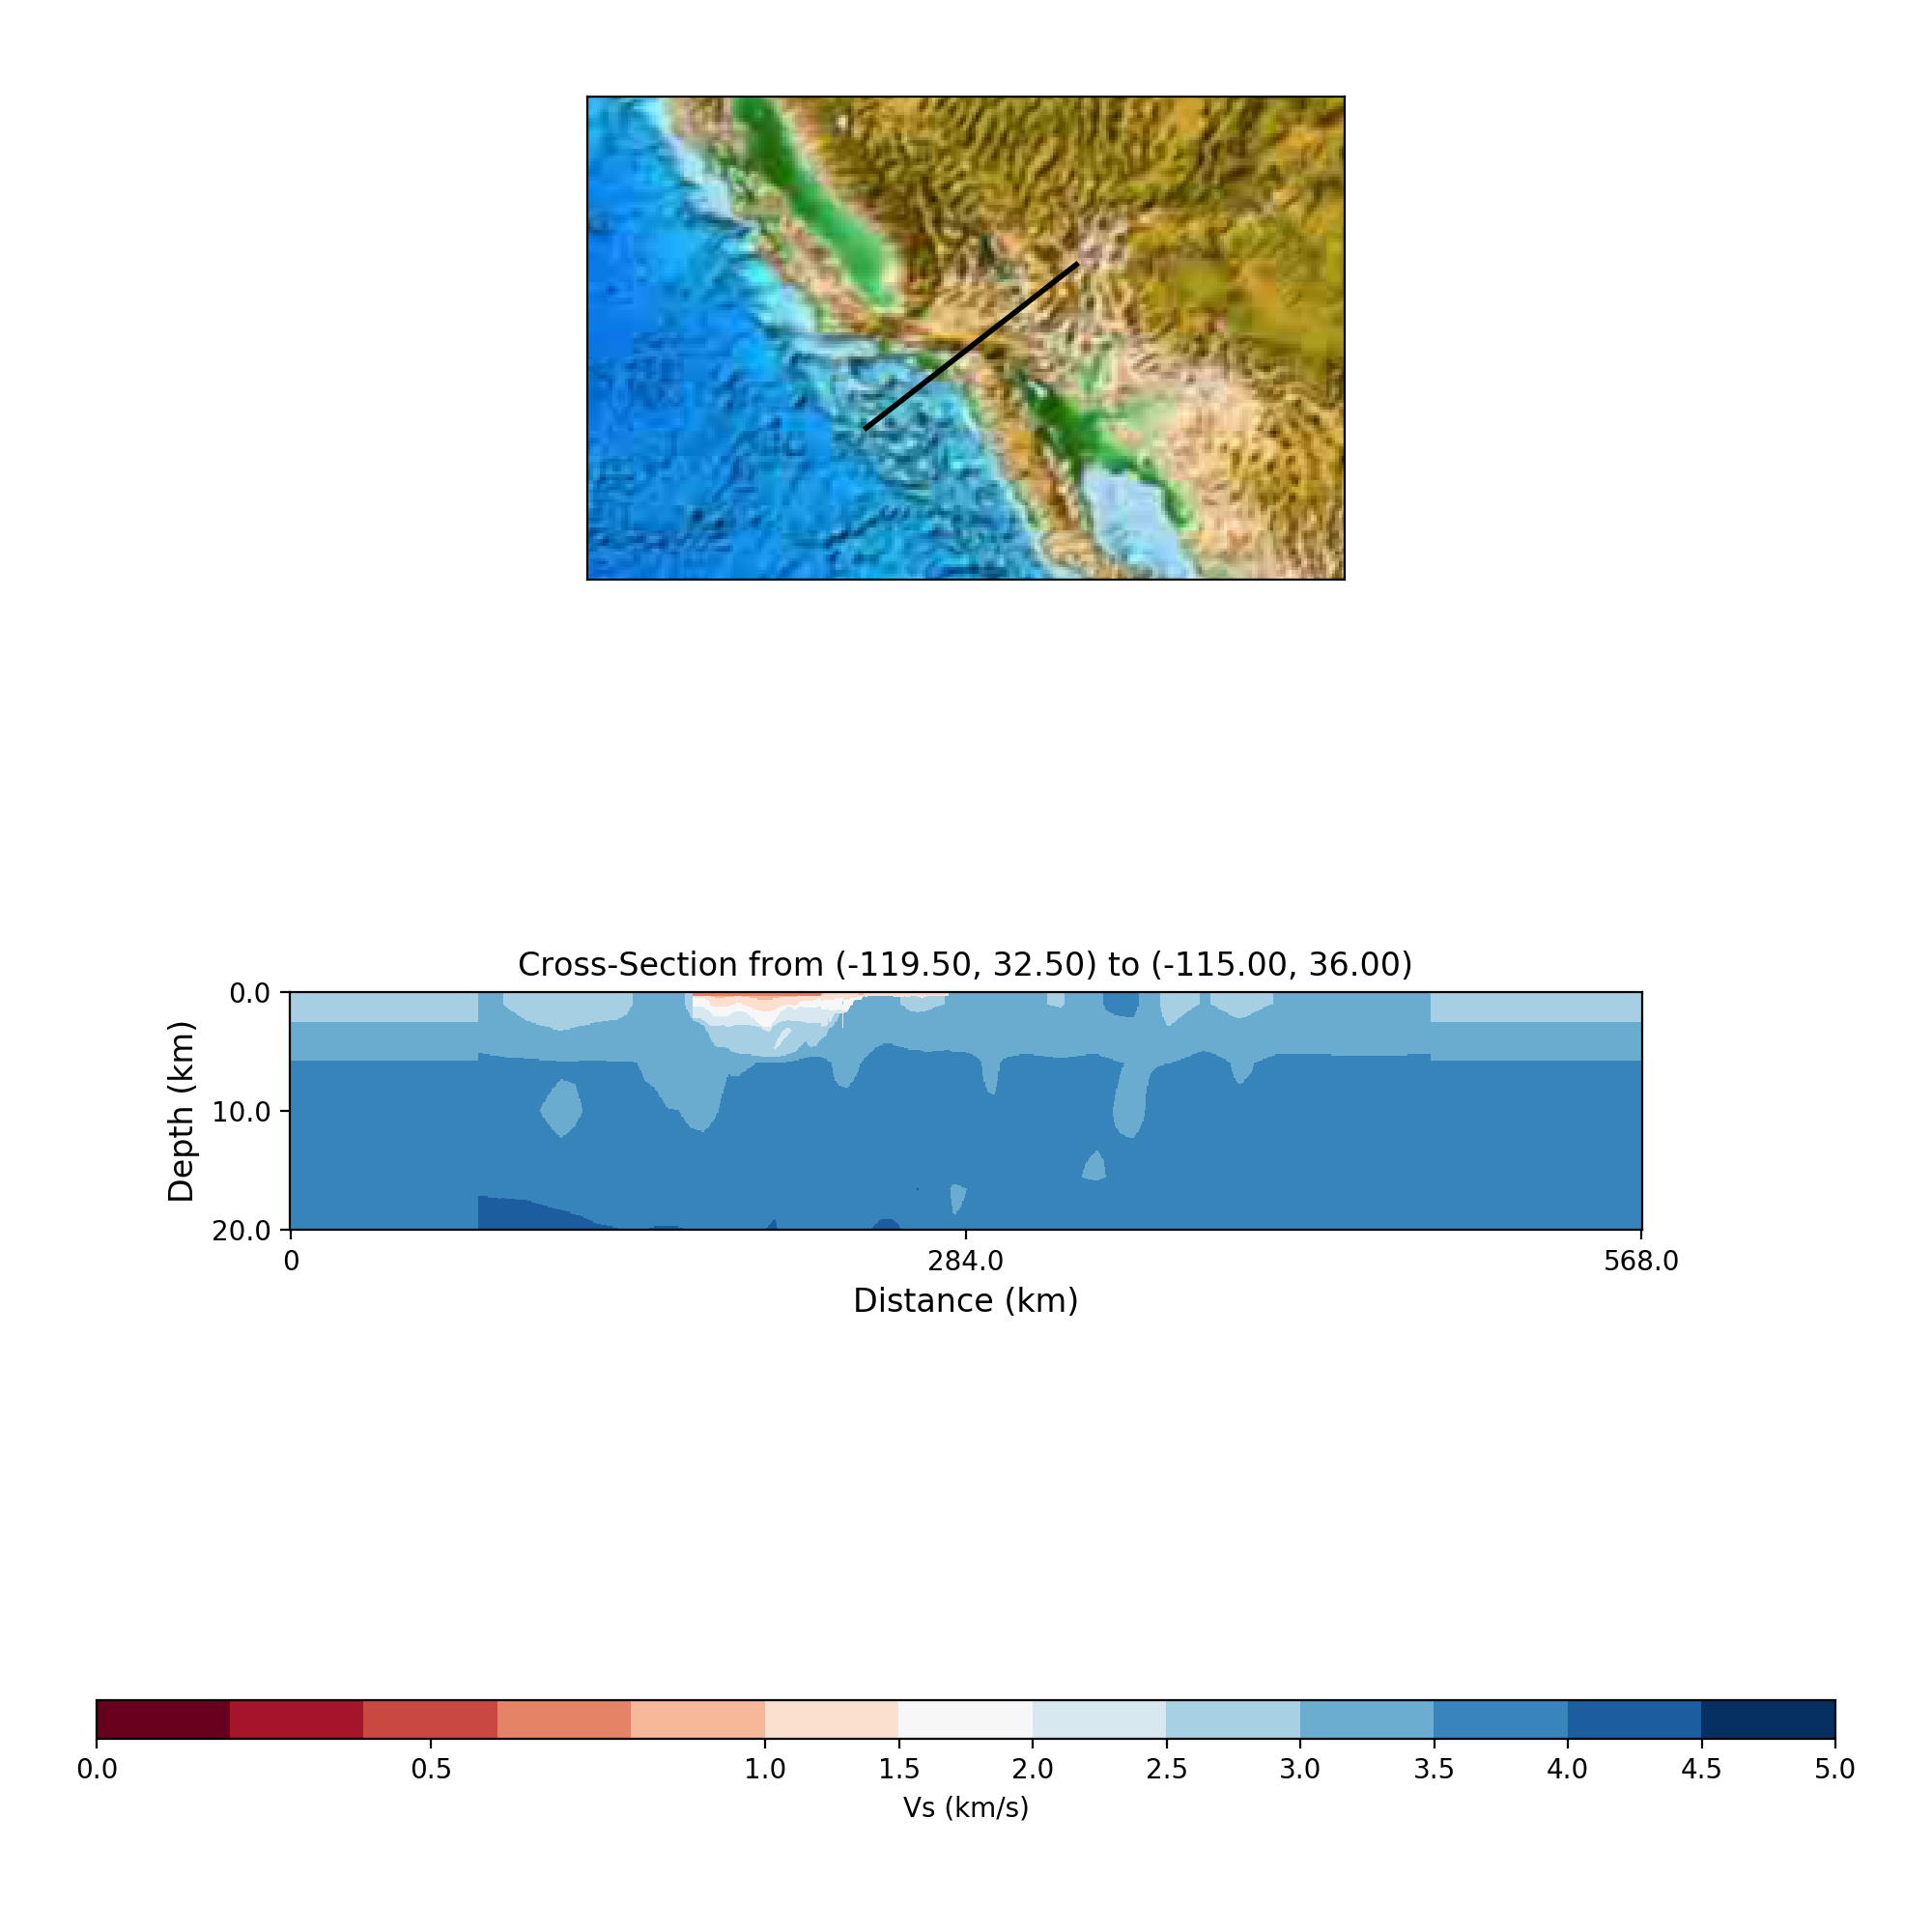 Cross-Section from (-119.50, 32.50) to (-115.00, 36.00)
0.0
10.0
20.0
Depth (km)
0 284.0 568.0
Distance (km)
0.0 0.5 1.0 1.5 2.0 2.5 3.0 3.5 4.0 4.5 5.0
Vs (km/s)